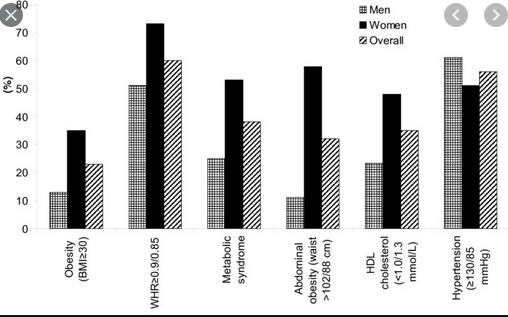 Men
Women
Overall
(%)
80
70
60
50
40
30
20
10
0
Obesity
(BMI≥30)
WHR≥0.9/0.85
Metabolic
syndrome
Abdominal
obesity (waist
>102/88 cm)
HDL
cholesterol
(<1.0/1.3
mmol/L)
Hypertension
(≥130/85
mmHg)